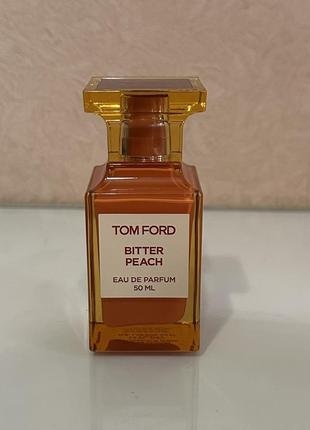 TOM FORD
BITTER
PEACH
EAU DE PARFUM
50 ML